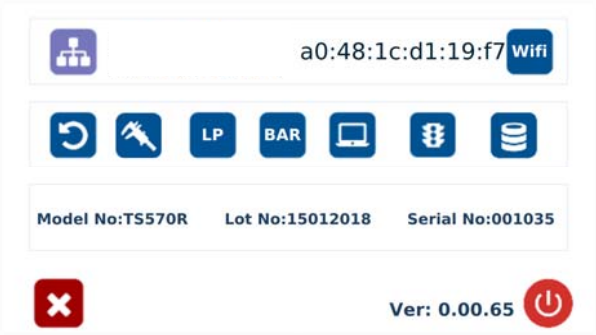 a0:48:1c:d1:19:f7 Wifi
LP BAR
Model No:TS570R Lot No:15012018 Serial No:001035
Ver: 0.00.65